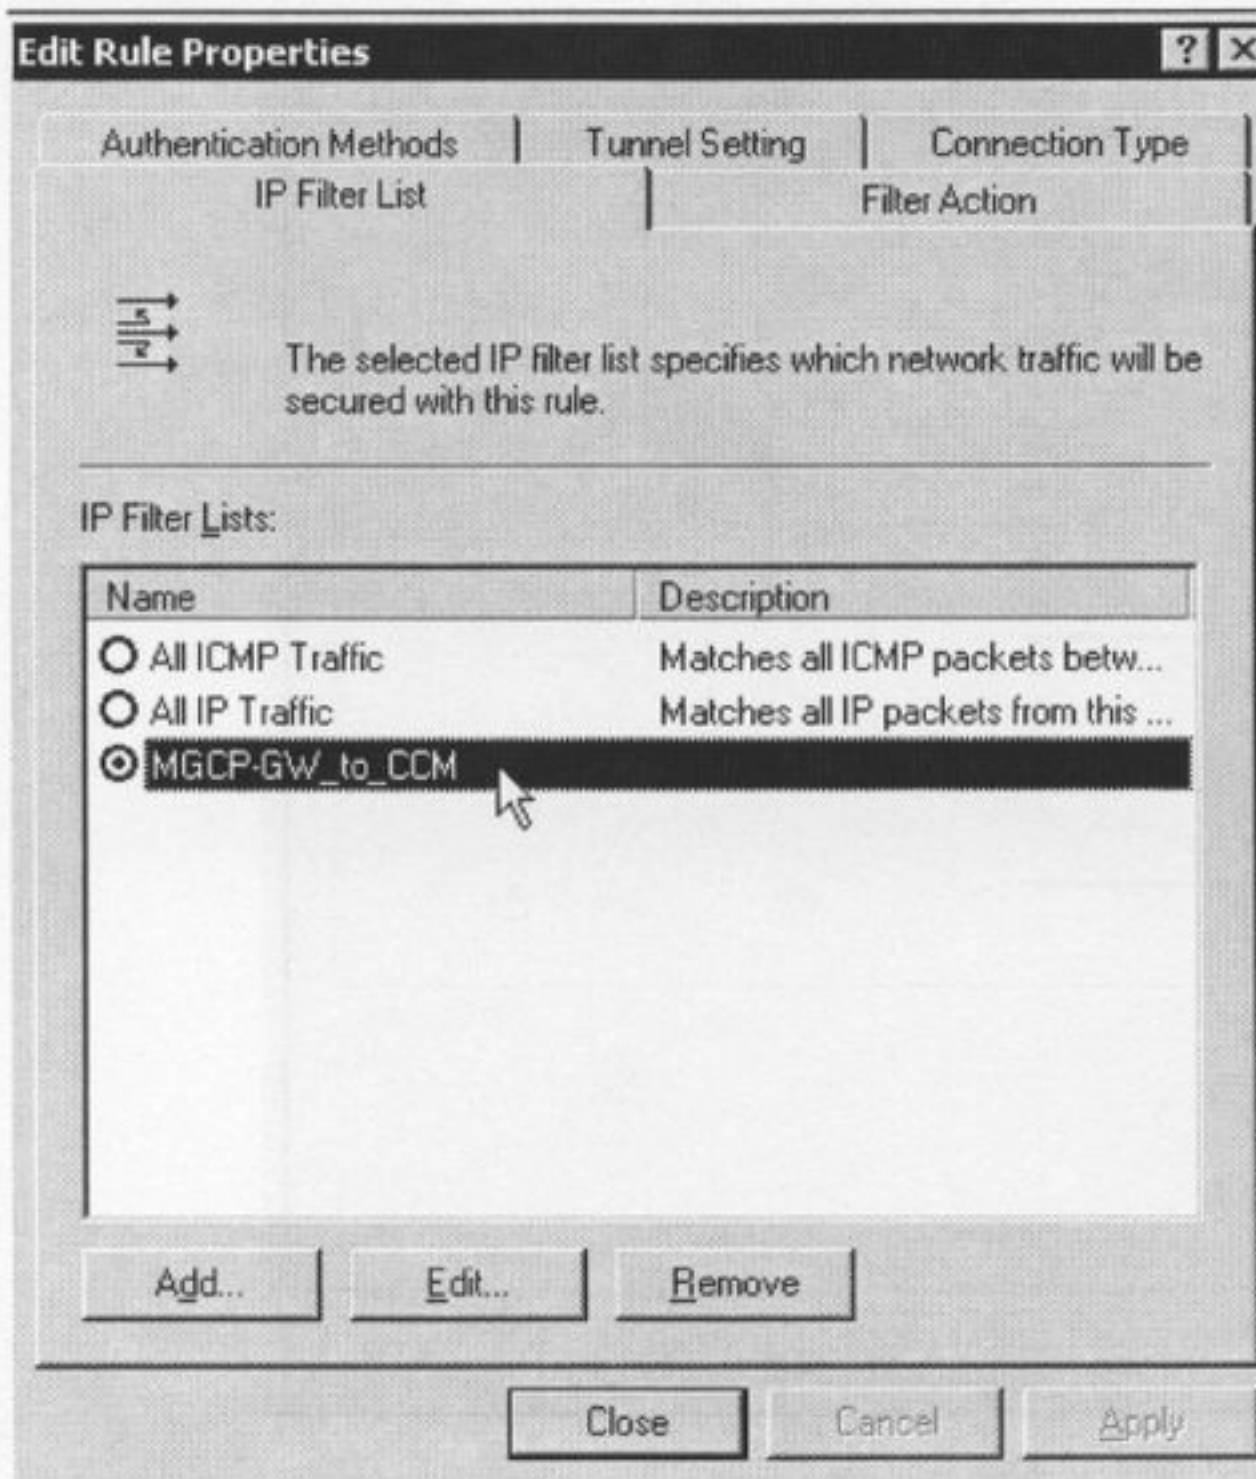 Edit Rule Properties
Authentication Methods Tunnel Setting Connection Type
IP Filter List Filter Action
The selected IP filter list specifies which network traffic will be
secured with this rule.
IP Filter Lists:
Name Description
All ICMP Traffic Matches all ICMP packets betw...
All IP Traffic Matches all IP packets from this ...
MGCP-GW_to_CCM
Add... Edit... Remove
Close Cancel Apply